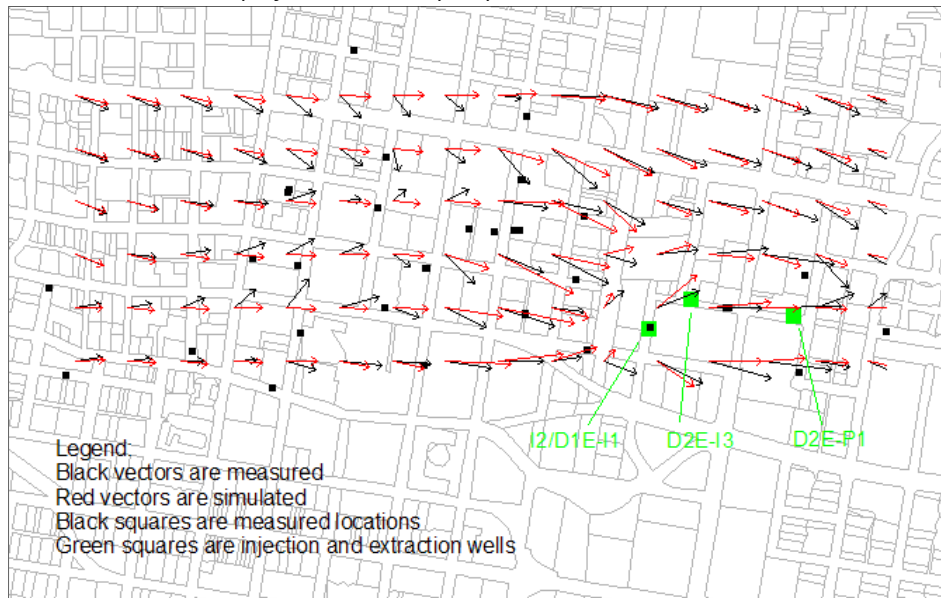 I2/D1E-I1
D2E-I3
D2E-P1
Legend:
Black vectors are measured
Red vectors are simulated
Black squares are measured locations
Green squares are injection and extraction wells